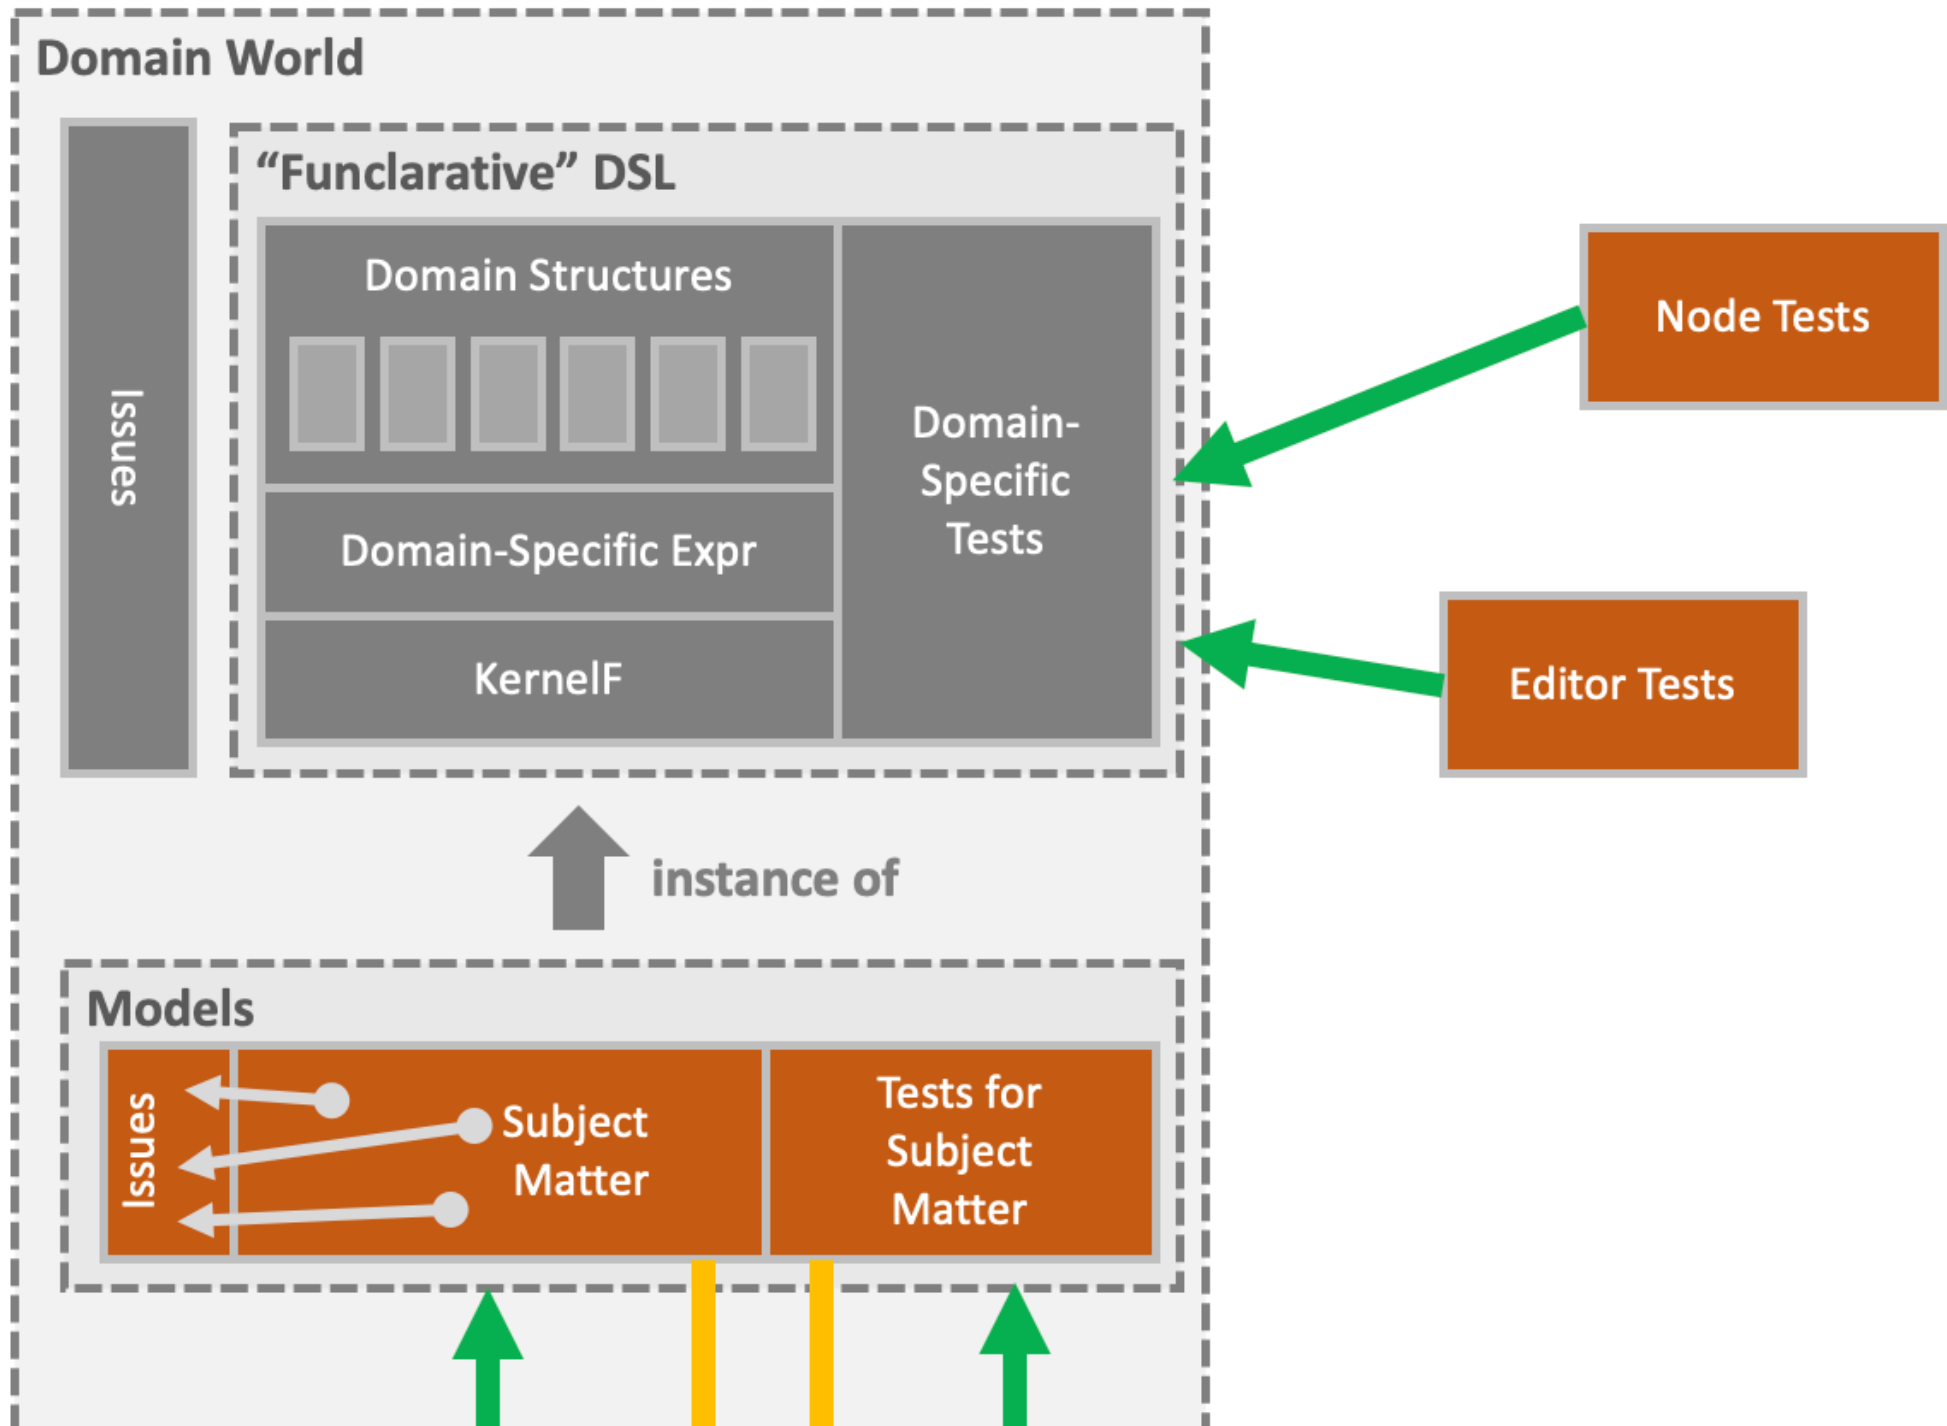 Domain World
Issues
“Funclarative” DSL
Domain Structures
Domain-Specific Expr
KernelF
Domain-
Specific
Tests
Node Tests
Editor Tests
instance of
Models
Issues
Subject
Matter
Tests for
Subject
Matter